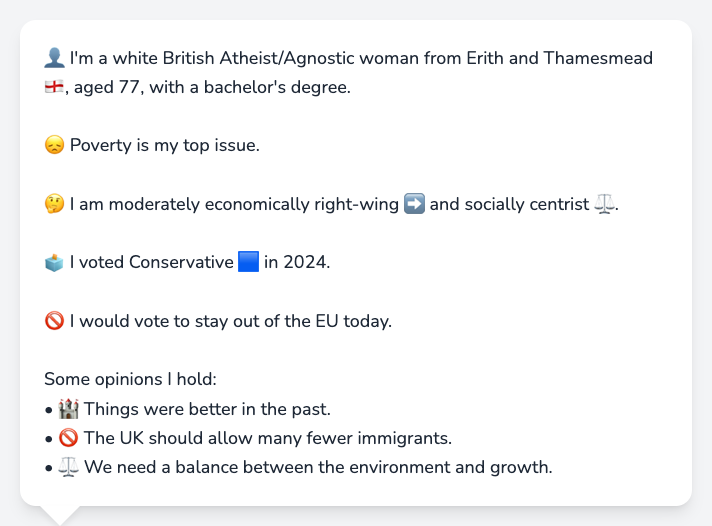 👤 I'm a white British Atheist/Agnostic woman from Erith and Thamesmead
🏴󠁧󠁢󠁥󠁮󠁧󠁿, aged 77, with a bachelor's degree.
😞 Poverty is my top issue.
🤔 I am moderately economically right-wing ➡️ and socially centrist ⚖️.
🗳️ I voted Conservative 🟦 in 2024.
🚫 I would vote to stay out of the EU today.
Some opinions I hold:
• 🏰 Things were better in the past.
• 🚫 The UK should allow many fewer immigrants.
• ⚖️ We need a balance between the environment and growth.